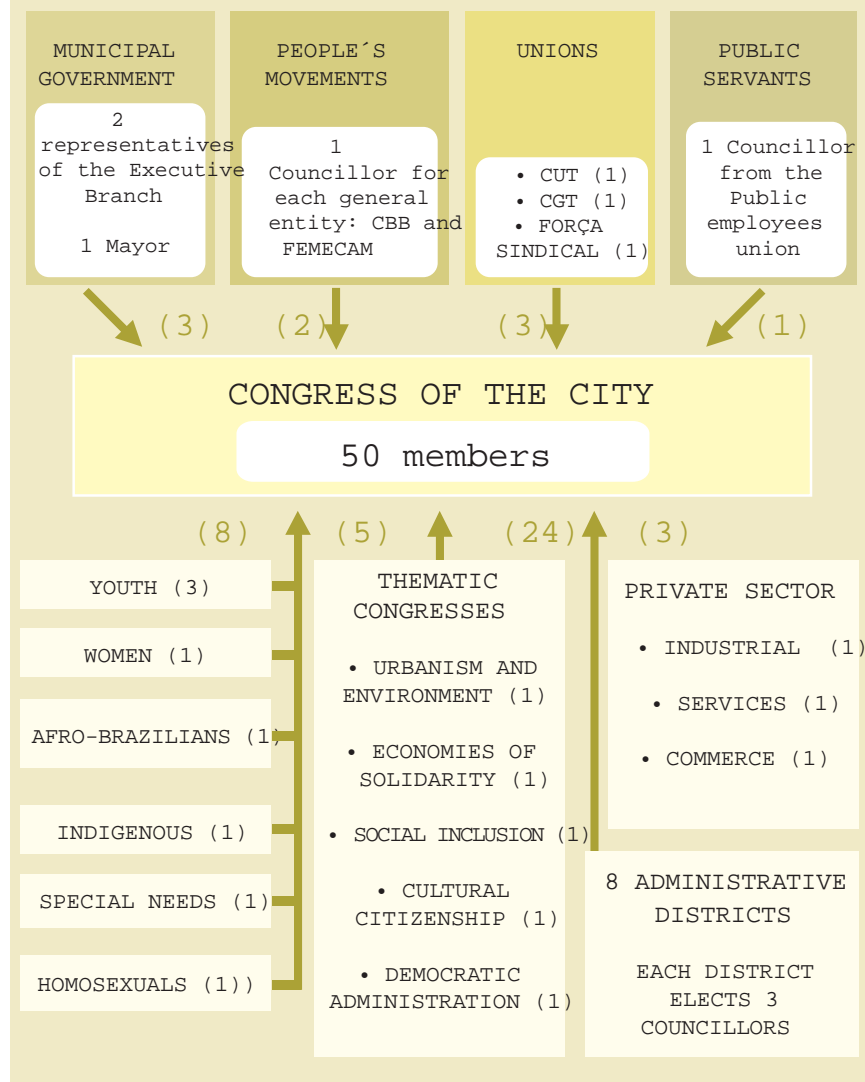 MUNICIPAL
GOVERNMENT
2
representatives
of the Executive
Branch
1 Mayor
PEOPLE´S
MOVEMENTS
1
Councillor for
each general
entity: CBB and
FEMECAM
UNIONS
• CUT (1)
• CGT (1)
• FORÇA
SINDICAL (1)
PUBLIC
SERVANTS
1 Councillor
from the
Public
employees
union
(3)
(2)
(3)
(1)
CONGRESS OF THE CITY
50 members
(8)
(5)
(24)
(3)
YOUTH (3)
WOMEN (1)
AFRO-BRAZILIANS (1)
INDIGENOUS (1)
SPECIAL NEEDS (1)
HOMOSEXUALS (1))
THEMATIC
CONGRESSES
• URBANISM AND
ENVIRONMENT (1)
• ECONOMIES OF
SOLIDARITY (1)
• SOCIAL INCLUSION (1)
• CULTURAL
CITIZENSHIP (1)
• DEMOCRATIC
ADMINISTRATION (1)
PRIVATE SECTOR
• INDUSTRIAL (1)
• SERVICES (1)
• COMMERCE (1)
8 ADMINISTRATIVE
DISTRICTS
EACH DISTRICT
ELECTS 3
COUNCILLORS